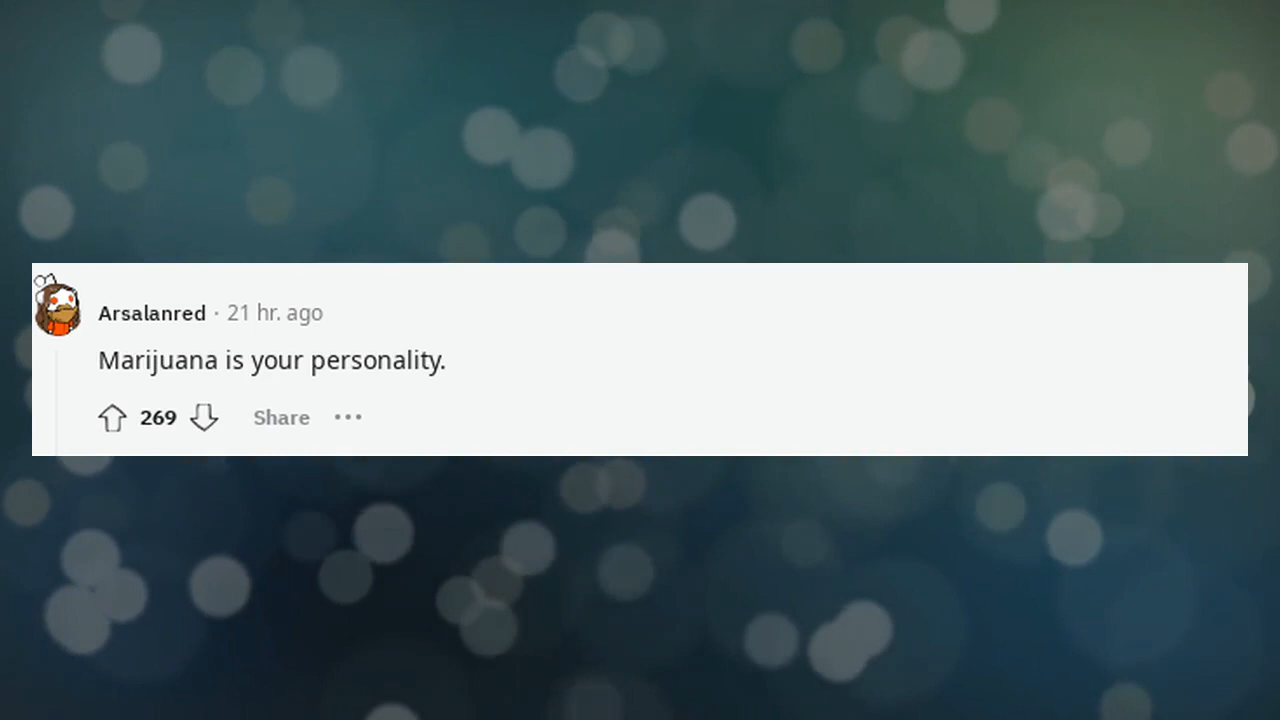 Arsalanred · 21 hr. ago
Marijuana is your personality.
269 Share ···